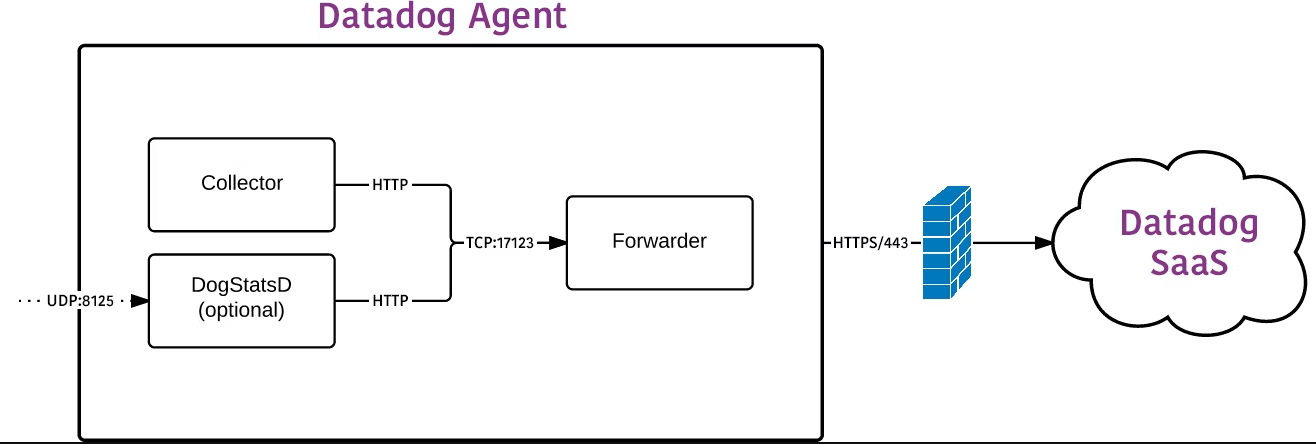 Datadog Agent
Collector
HTTP
TCP:17123
Forwarder
HTTPS/443
Datadog
SaaS
UDP:8125
DogStatsD
(optional)
HTTP